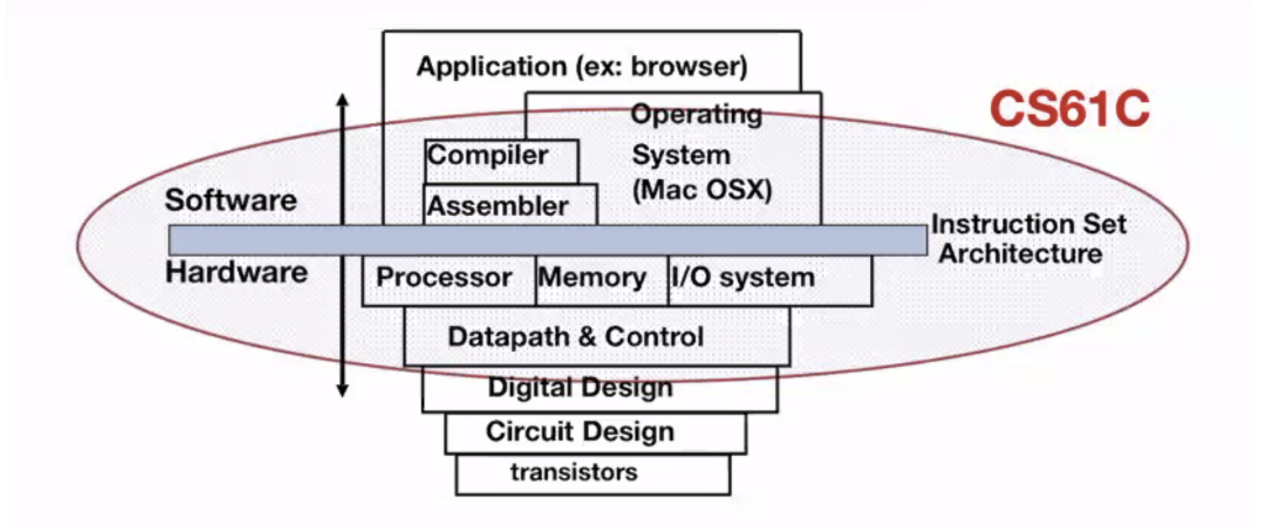 Application (ex: browser)
CS61C
Operating
System
(Mac OSX)
Compiler
Assembler
Software
Instruction Set
Architecture
Hardware
Processor
Memory
I/O system
Datapath & Control
Digital Design
Circuit Design
transistors